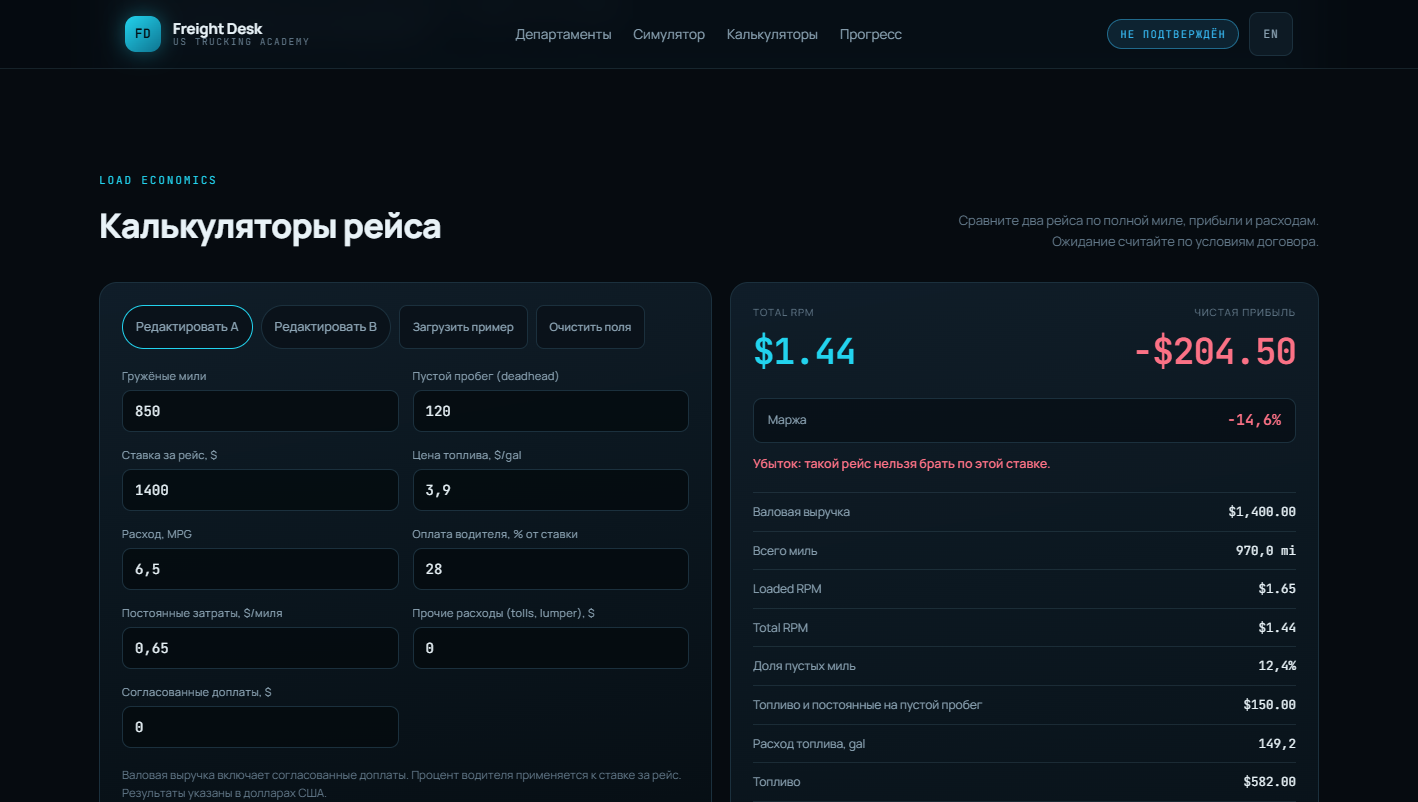 FD
Freight Desk
US TRUCKING ACADEMY
Департаменты
Симулятор
Калькуляторы
Прогресс
НЕ ПОДТВЕРЖДЁН
EN
LOAD ECONOMICS
Калькуляторы рейса
Сравните два рейса по полной миле, прибыли и расходам.
Ожидание считайте по условиям договора.
Редактировать A
Редактировать B
Загрузить пример
Очистить поля
Гружёные мили
850
Пустой пробег (deadhead)
120
Ставка за рейс, $
1400
Цена топлива, $/gal
3,9
Расход, MPG
6,5
Оплата водителя, % от ставки
28
Постоянные затраты, $/миля
0,65
Прочие расходы (tolls, lumper), $
0
Согласованные доплаты, $
0
Валовая выручка включает согласованные доплаты. Процент водителя применяется к ставке за рейс.
Результаты указаны в долларах США.
TOTAL RPM
$1.44
ЧИСТАЯ ПРИБЫЛЬ
-$204.50
Маржа
-14,6%
Убыток: такой рейс нельзя брать по этой ставке.
Валовая выручка
$1,400.00
Всего миль
970,0 mi
Loaded RPM
$1.65
Total RPM
$1.44
Доля пустых миль
12,4%
Топливо и постоянные на пустой пробег
$150.00
Расход топлива, gal
149,2
Топливо
$582.00